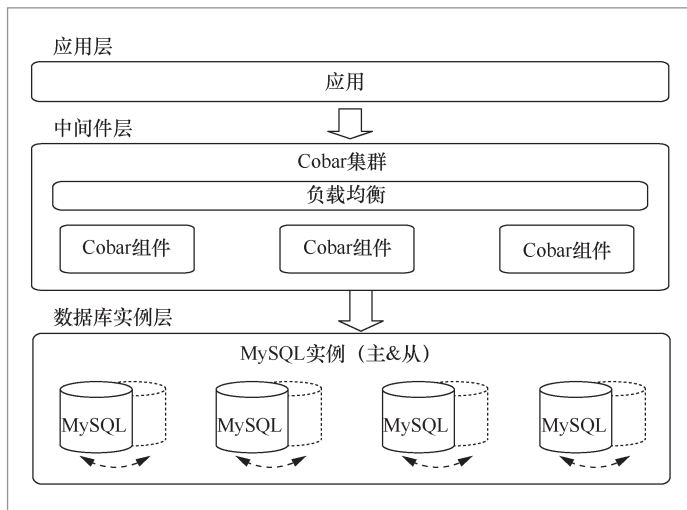 应用层
应用
中间件层
Cobar集群
负载均衡
Cobar组件
Cobar组件
Cobar组件
数据库实例层
MySQL实例（主&从）
MySQL
MySQL
MySQL
MySQL